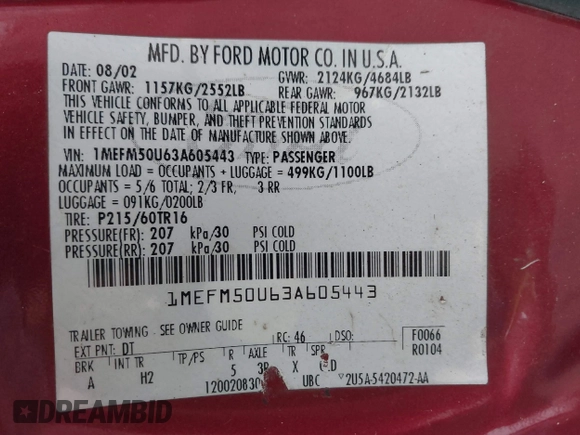 MFD. BY FORD MOTOR CO. IN U.S.A.
DATE: 08/02 GVWR: 2124KG/4684LB
FRONT GAWR: 1157KG/2552LB REAR GAWR: 967KG/2132LB
THIS VEHICLE CONFORMS TO ALL APPLICABLE FEDERAL MOTOR
VEHICLE SAFETY, BUMPER, AND THEFT PREVENTION STANDARDS
IN EFFECT ON THE DATE OF MANUFACTURE SHOWN ABOVE.
VIN: 1MEFM50U63A605443 TYPE: PASSENGER
MAXIMUM LOAD = OCCUPANTS + LUGGAGE = 499KG/1100LB
OCCUPANTS = 5/6 TOTAL; 2/3 FR, 3 RR
LUGGAGE = 091KG/0200LB
TIRE: P215/60TR16
PRESSURE(FR): 207 kPa/30 PSI COLD
PRESSURE(RR): 207 kPa/30 PSI COLD
1MEFM50U63A605443
TRAILER TOWING - SEE OWNER GUIDE
EXT PNT: DT RC: 46 DSO: F0066
BRK INT TR TP/PS R AXLE TR SPR R0104
A H2 5 3B X
UBC 2U5A-5420472-AA
RIDESAFELY